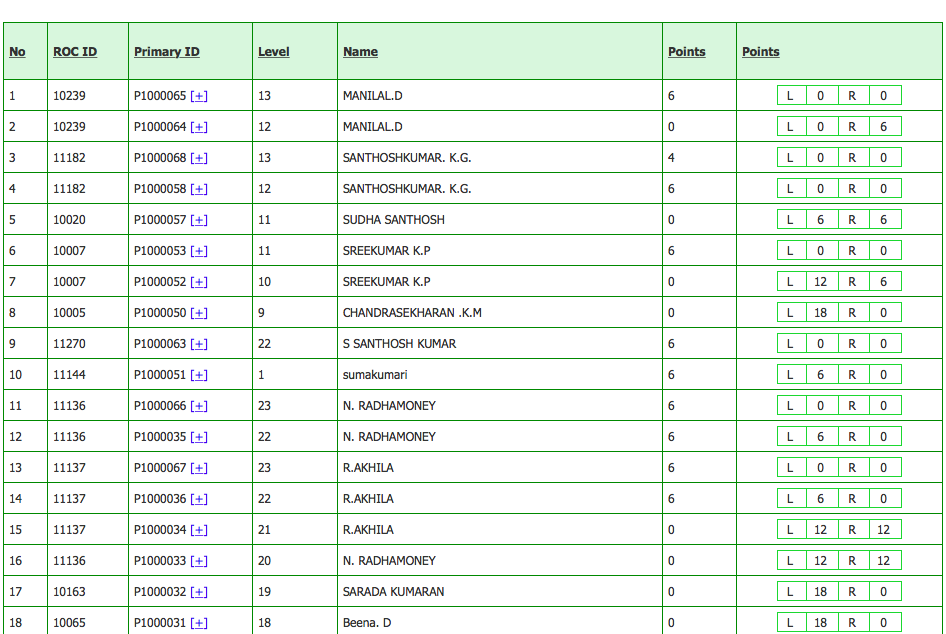 No ROC ID Primary ID Level Name Points Points
1 10239 P1000065 [+] 13 MANILAL.D 6 L 0 R 0
2 10239 P1000064 [+] 12 MANILAL.D 0 L 0 R 6
3 11182 P1000068 [+] 13 SANTHOSHKUMAR. K.G. 4 L 0 R 0
4 11182 P1000058 [+] 12 SANTHOSHKUMAR. K.G. 6 L 0 R 0
5 10020 P1000057 [+] 11 SUDHA SANTHOSH 0 L 6 R 6
6 10007 P1000053 [+] 11 SREEKUMAR K.P 6 L 0 R 0
7 10007 P1000052 [+] 10 SREEKUMAR K.P 0 L 12 R 6
8 10005 P1000050 [+] 9 CHANDRASEKHARAN .K.M 0 L 18 R 0
9 11270 P1000063 [+] 22 S SANTHOSH KUMAR 6 L 0 R 0
10 11144 P1000051 [+] 1 sumakumari 6 L 6 R 0
11 11136 P1000066 [+] 23 N. RADHAMONEY 6 L 0 R 0
12 11136 P1000035 [+] 22 N. RADHAMONEY 6 L 6 R 0
13 11137 P1000067 [+] 23 R.AKHILA 6 L 0 R 0
14 11137 P1000036 [+] 22 R.AKHILA 6 L 6 R 0
15 11137 P1000034 [+] 21 R.AKHILA 0 L 12 R 12
16 11136 P1000033 [+] 20 N. RADHAMONEY 0 L 12 R 12
17 10163 P1000032 [+] 19 SARADA KUMARAN 0 L 18 R 0
18 10065 P1000031 [+] 18 Beena. D 0 L 18 R 0